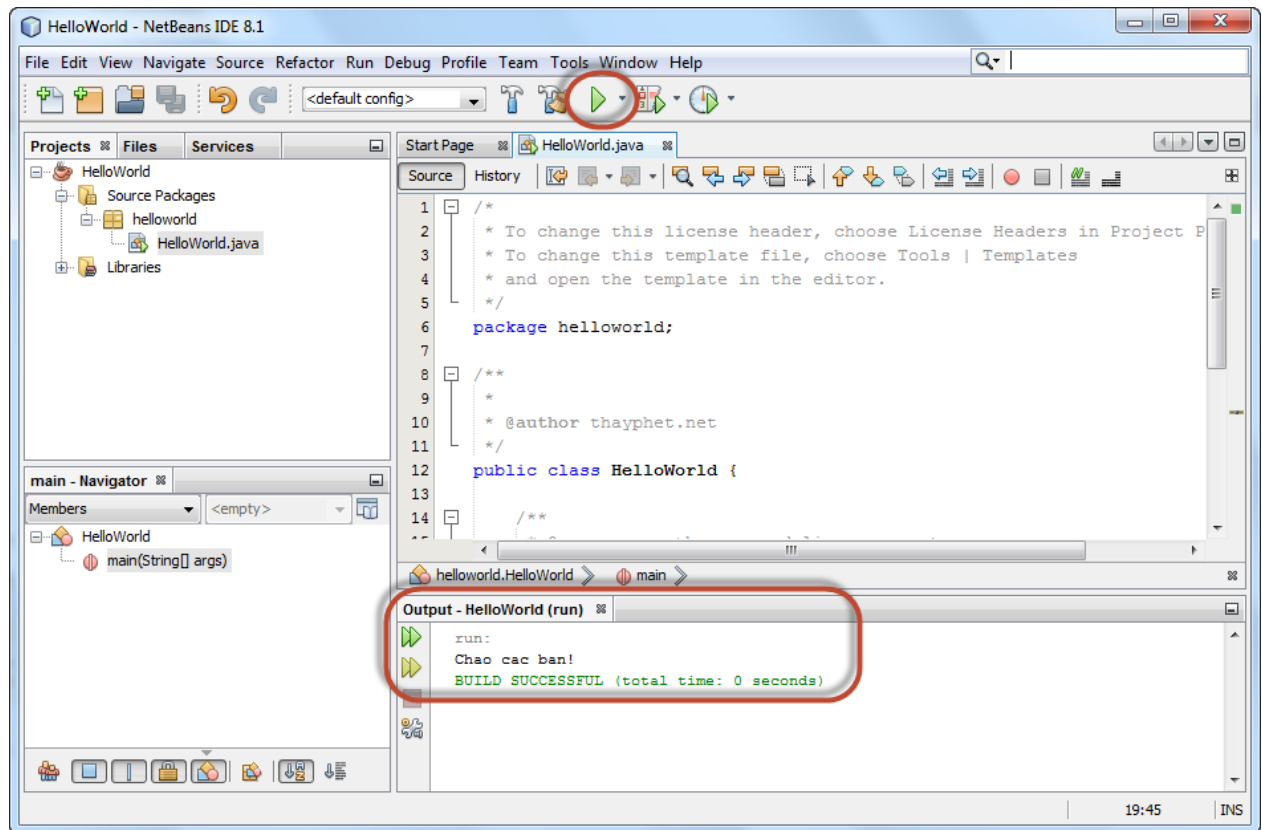 HelloWorld - NetBeans IDE 8.1
File Edit View Navigate Source Refactor Run Debug Profile Team Tools Window Help
<default config>
Projects Files Services
HelloWorld
Source Packages
helloworld
HelloWorld.java
Libraries
main - Navigator
Members <empty>
HelloWorld
main(String[] args)
Start Page HelloWorld.java
Source History
1 /*
2 * To change this license header, choose License Headers in Project P
3 * To change this template file, choose Tools | Templates
4 * and open the template in the editor.
5 */
6 package helloworld;
7
8 /**
9 *
10 * @author thayphet.net
11 */
12 public class HelloWorld {
13
14 /**
helloworld.HelloWorld main
Output - HelloWorld (run)
run:
Chao cac ban!
BUILD SUCCESSFUL (total time: 0 seconds)
19:45 INS